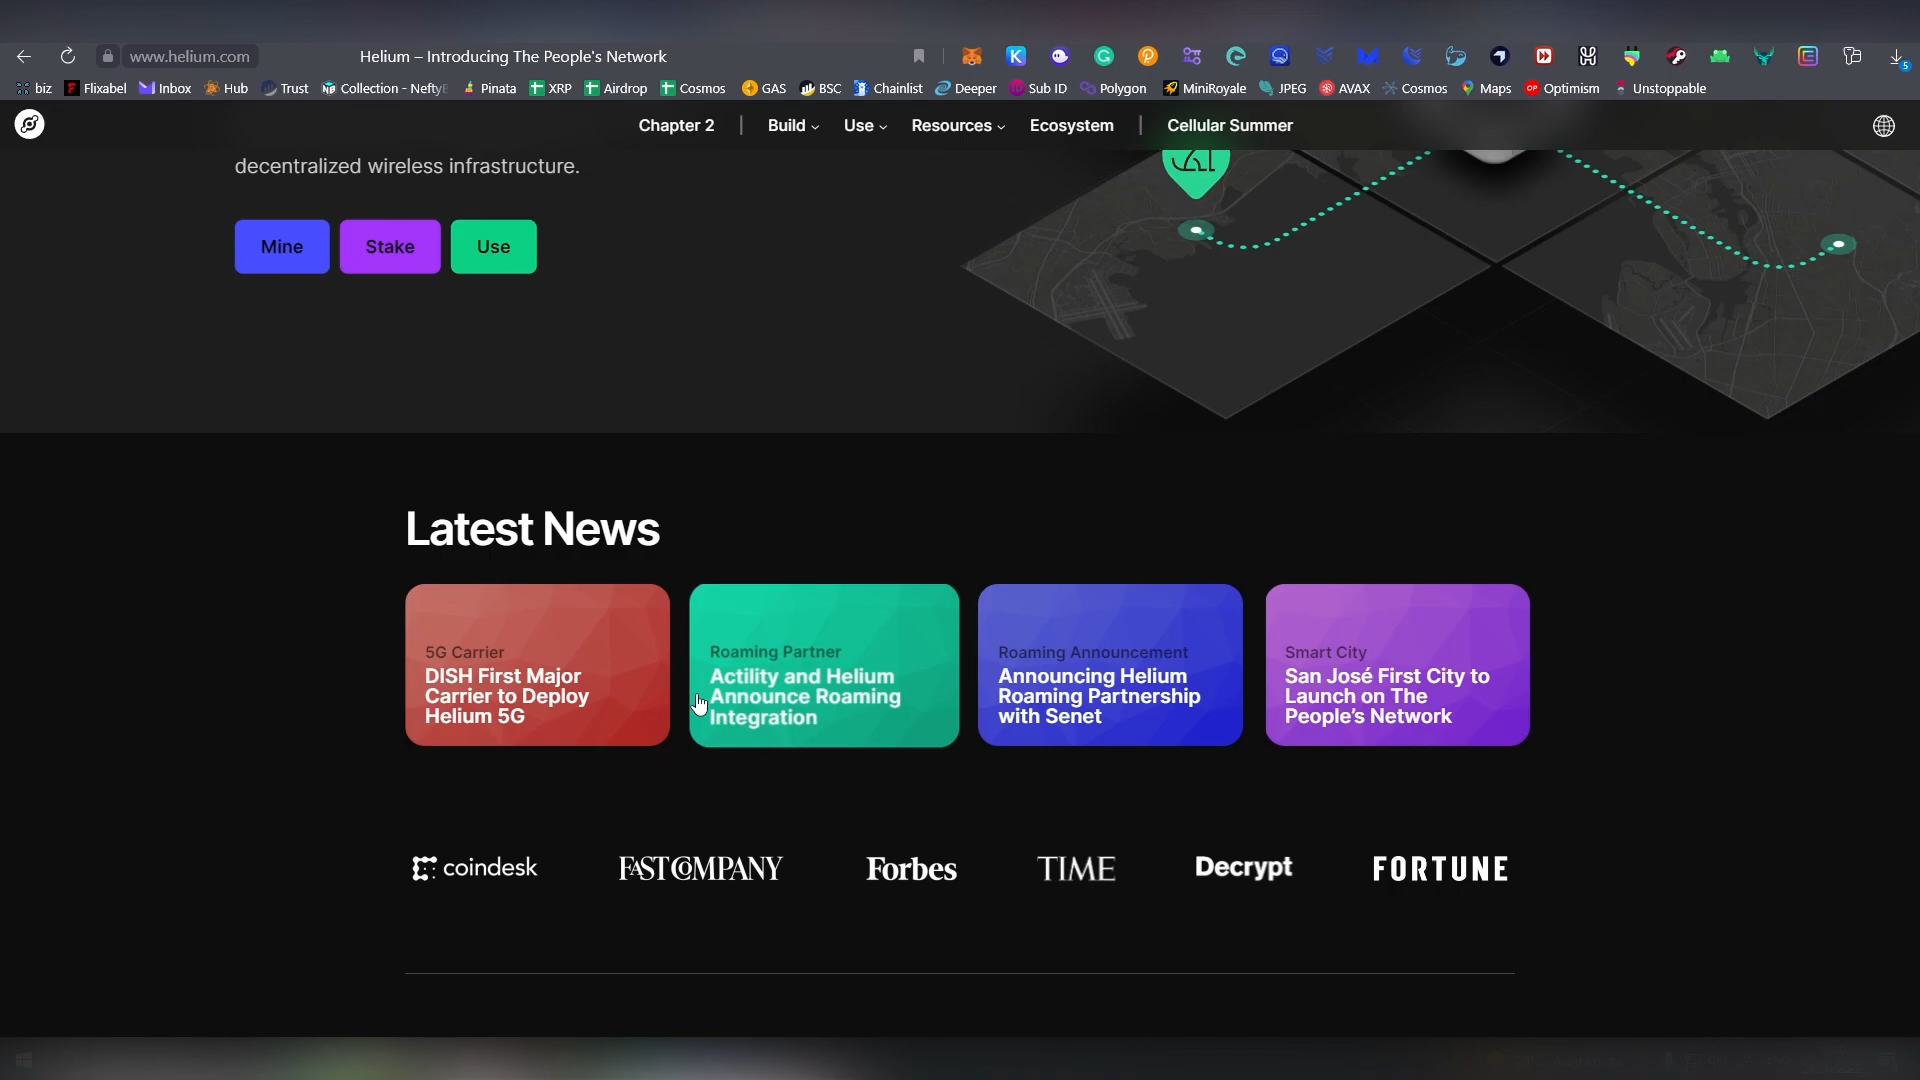 www.helium.com
Helium – Introducing The People's Network
5
biz Flixabel Inbox Hub Trust Collection - Nefty Pinata XRP Airdrop Cosmos GAS BSC Chainlist Deeper Sub ID Polygon MiniRoyale JPEG AVAX Cosmos Maps OP Optimism Unstoppable
Chapter 2 | Build Use Resources Ecosystem | Cellular Summer
decentralized wireless infrastructure.
Mine Stake Use
Latest News
5G Carrier
DISH First Major
Carrier to Deploy
Helium 5G
Roaming Partner
Actility and Helium
Announce Roaming
Integration
Roaming Announcement
Announcing Helium
Roaming Partnership
with Senet
Smart City
San José First City to
Launch on The
People's Network
coindesk FAST COMPANY Forbes TIME Decrypt FORTUNE